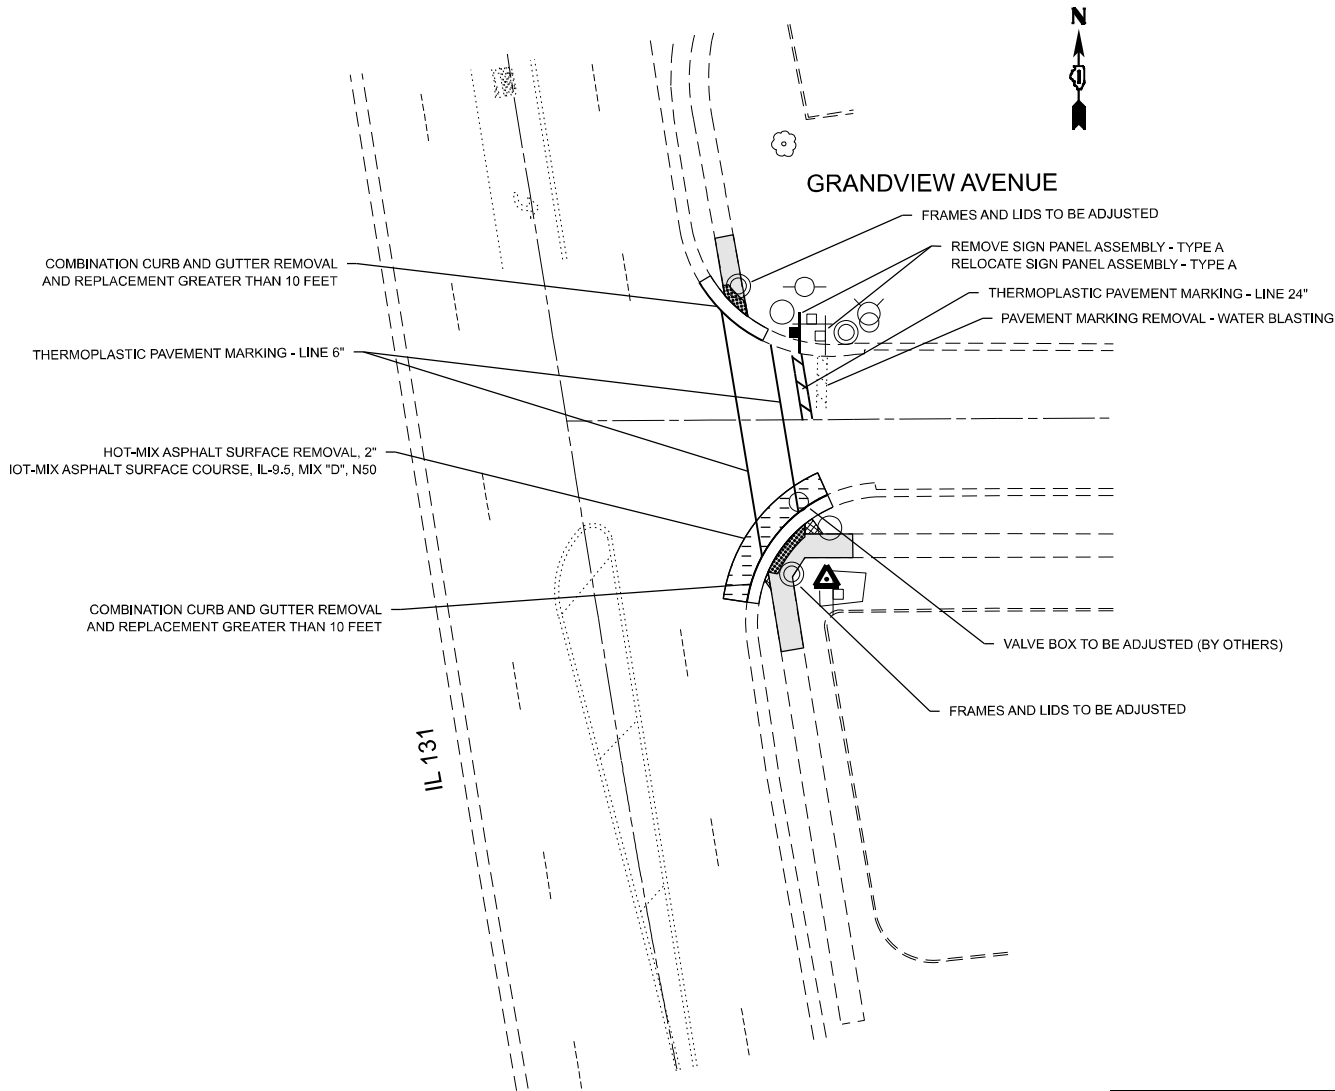 N
GRANDVIEW AVENUE
FRAMES AND LIDS TO BE ADJUSTED
REMOVE SIGN PANEL ASSEMBLY - TYPE A
RELOCATE SIGN PANEL ASSEMBLY - TYPE A
COMBINATION CURB AND GUTTER REMOVAL
AND REPLACEMENT GREATER THAN 10 FEET
THERMOPLASTIC PAVEMENT MARKING - LINE 24"
PAVEMENT MARKING REMOVAL - WATER BLASTING
THERMOPLASTIC PAVEMENT MARKING - LINE 6"
HOT-MIX ASPHALT SURFACE REMOVAL, 2"
HOT-MIX ASPHALT SURFACE COURSE, IL-9.5, MIX "D", N50
COMBINATION CURB AND GUTTER REMOVAL
AND REPLACEMENT GREATER THAN 10 FEET
VALVE BOX TO BE ADJUSTED (BY OTHERS)
FRAMES AND LIDS TO BE ADJUSTED
IL 131